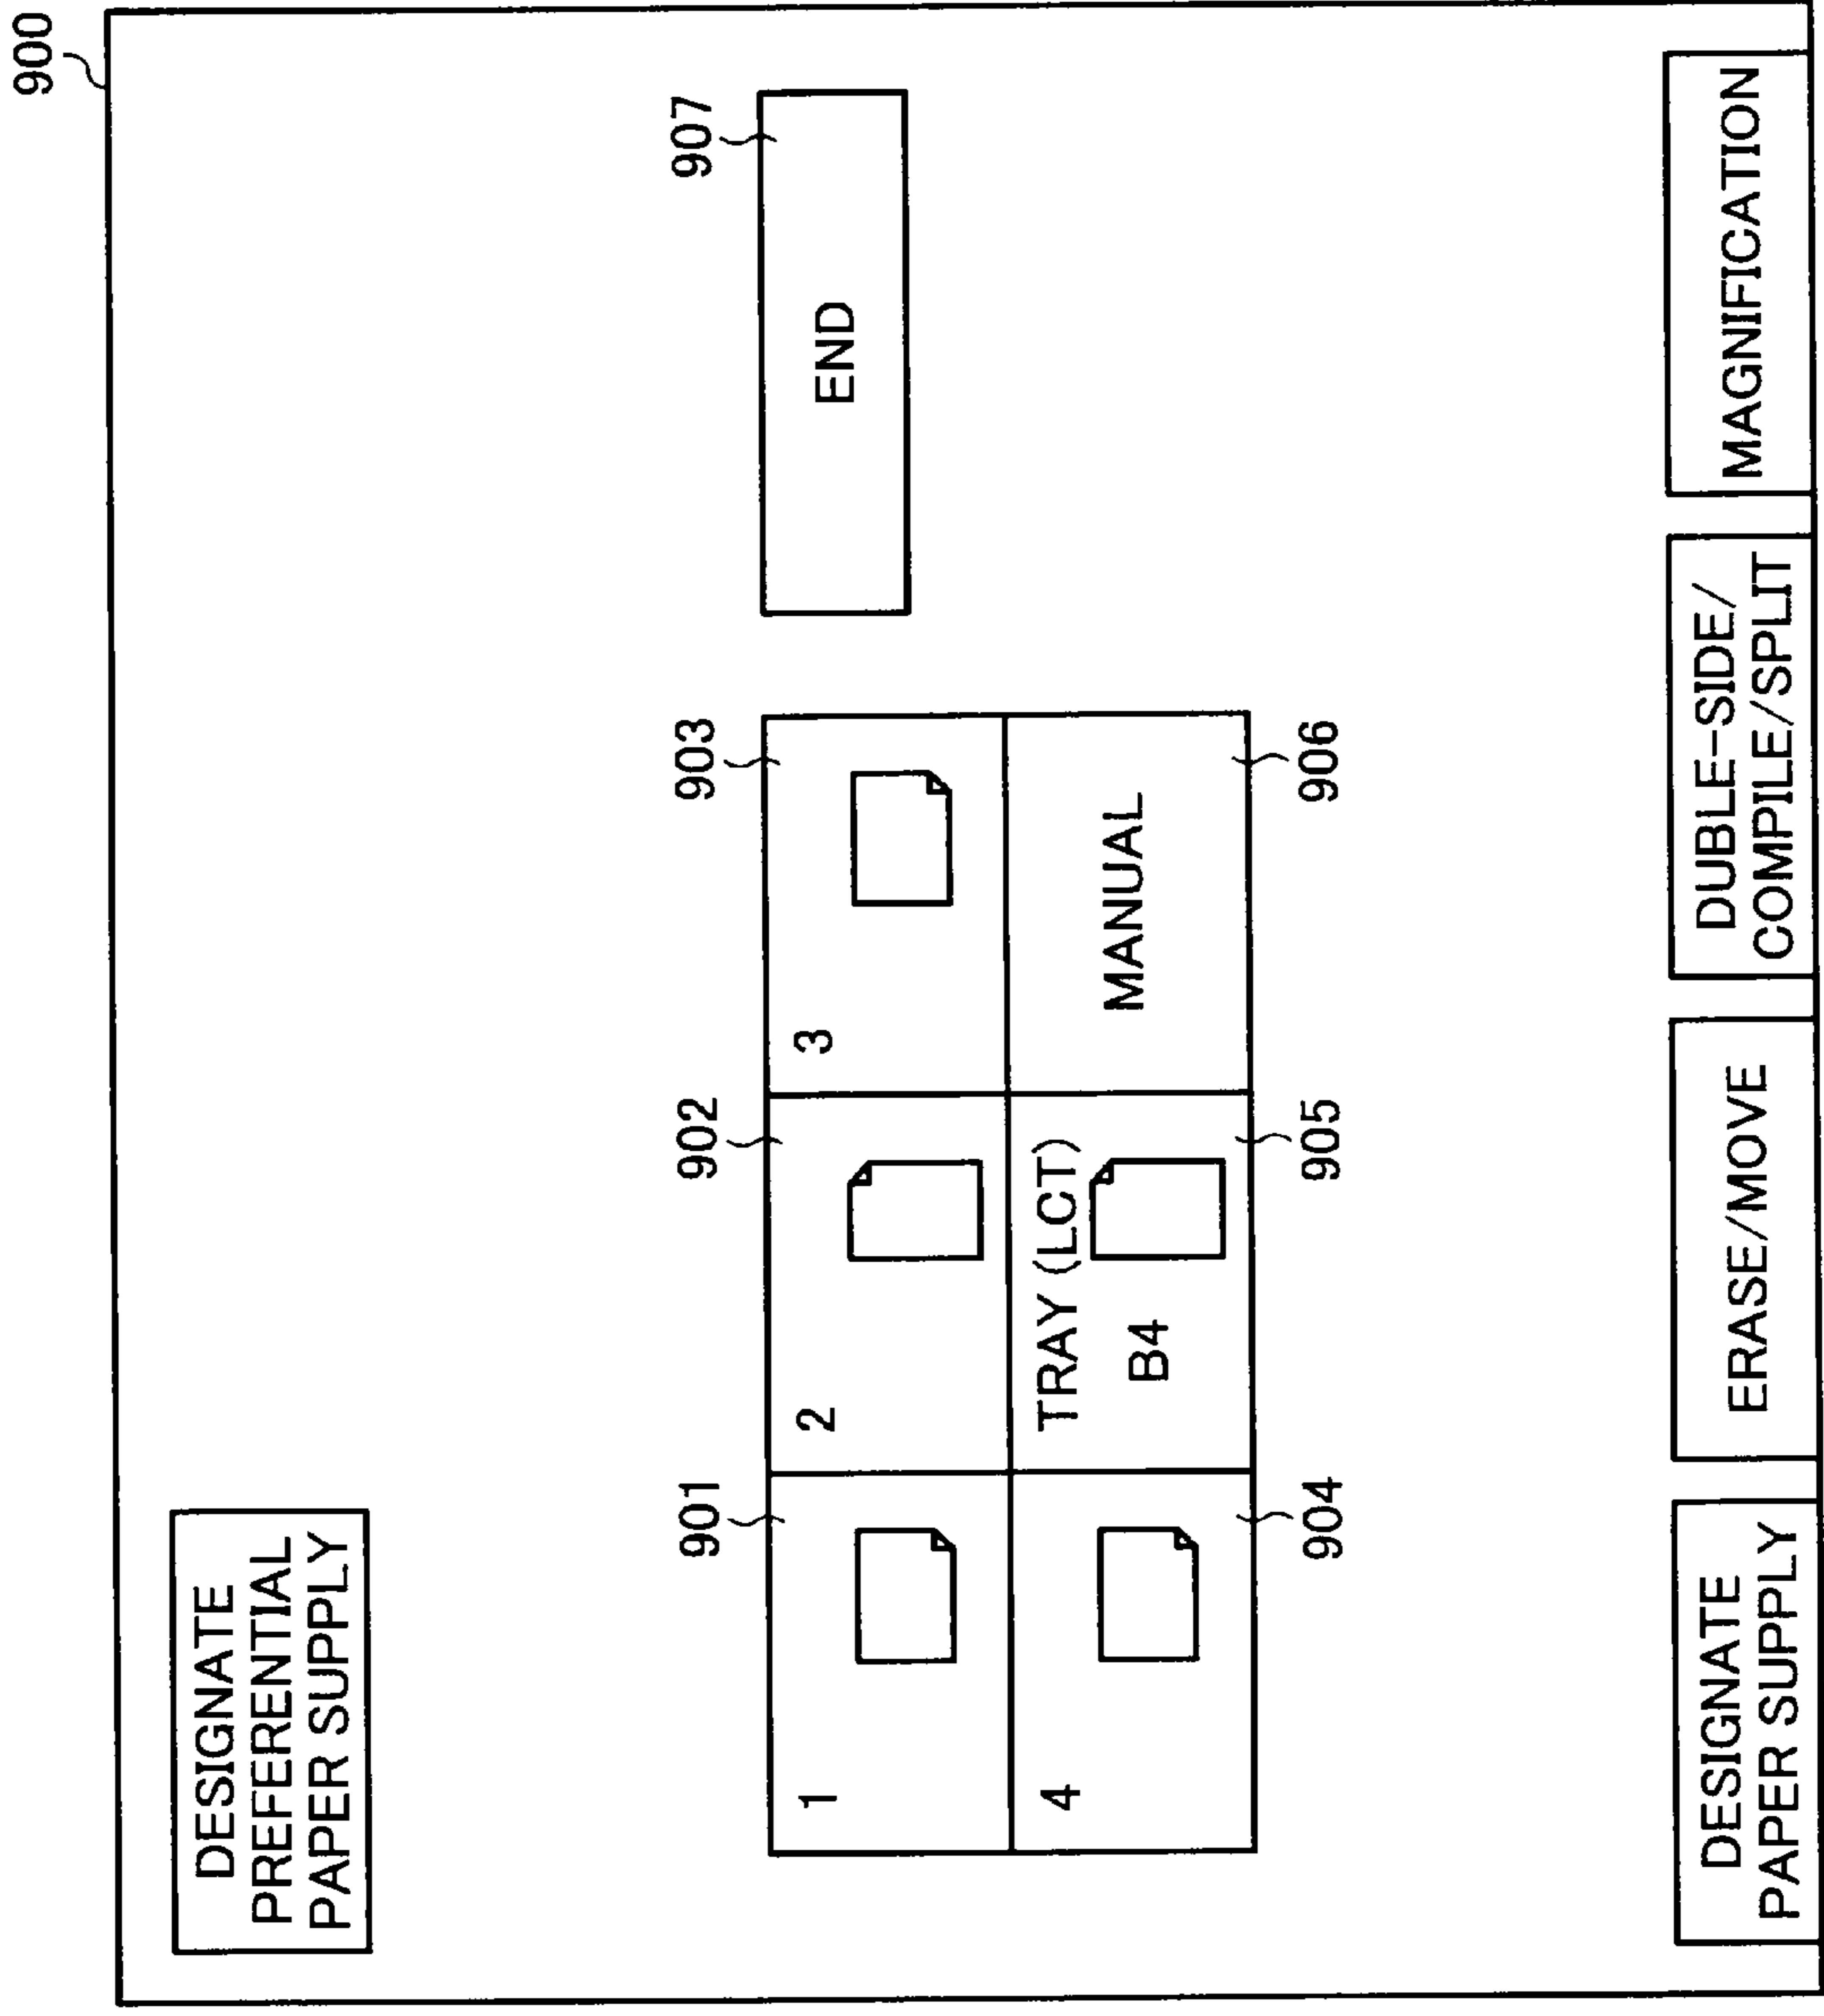 900
DESIGNATE
PREFERENTIAL
PAPER SUPPLY
901
902
903
907
1
2
3
END
4
TRAY (LCT)
B4
MANUAL
904
905
906
DESIGNATE
PAPER SUPPLY
ERASE/MOVE
DUBLE-SIDE/
COMPILE/SPLIT
MAGNIFICATION